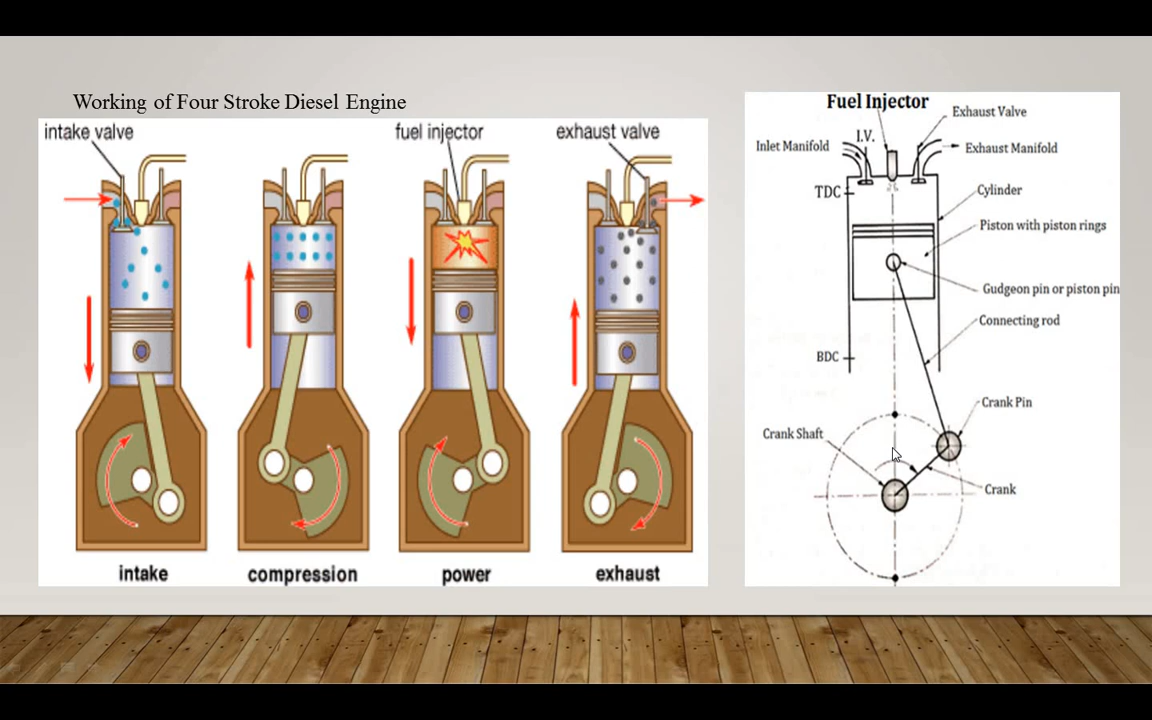 Working of Four Stroke Diesel Engine
intake valve
fuel injector
exhaust valve
intake
compression
power
exhaust
Fuel Injector
Exhaust Valve
I.V.
Inlet Manifold
Exhaust Manifold
TDC
Cylinder
Piston with piston rings
Gudgeon pin or piston pin
Connecting rod
BDC
Crank Pin
Crank Shaft
Crank